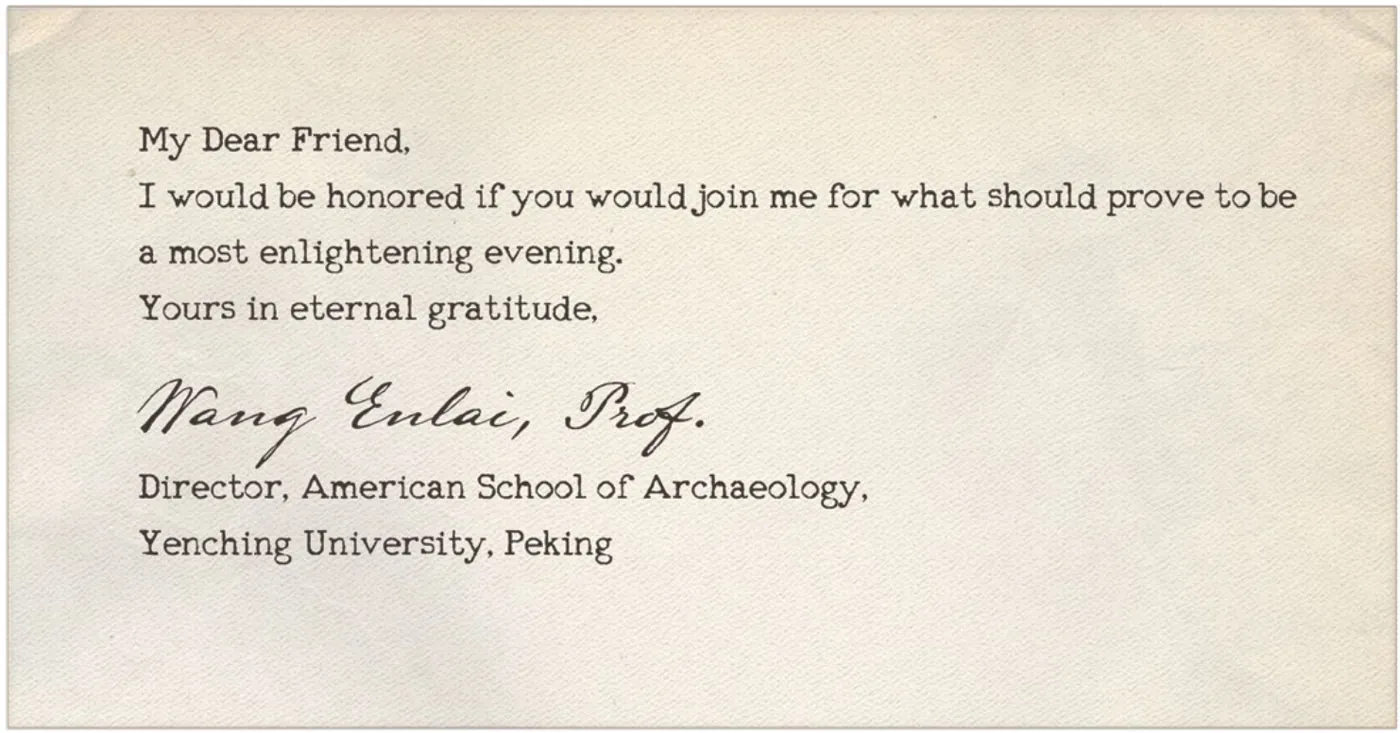 My Dear Friend,
I would be honored if you would join me for what should prove to be
a most enlightening evening.
Yours in eternal gratitude,
Wang Enlai, Prof.
Director, American School of Archaeology,
Yenching University, Peking